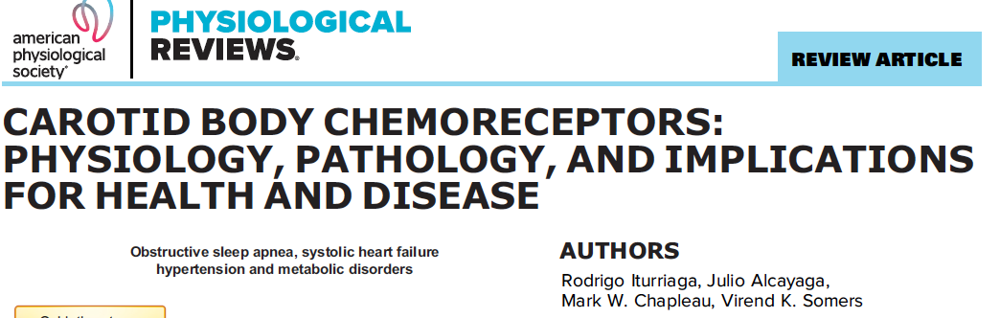 american
physiological
society®
PHYSIOLOGICAL
REVIEWS®
REVIEW ARTICLE
CAROTID BODY CHEMORECEPTORS:
PHYSIOLOGY, PATHOLOGY, AND IMPLICATIONS
FOR HEALTH AND DISEASE
Obstructive sleep apnea, systolic heart failure
hypertension and metabolic disorders
AUTHORS
Rodrigo Iturriaga, Julio Alcayaga,
Mark W. Chapleau, Virend K. Somers